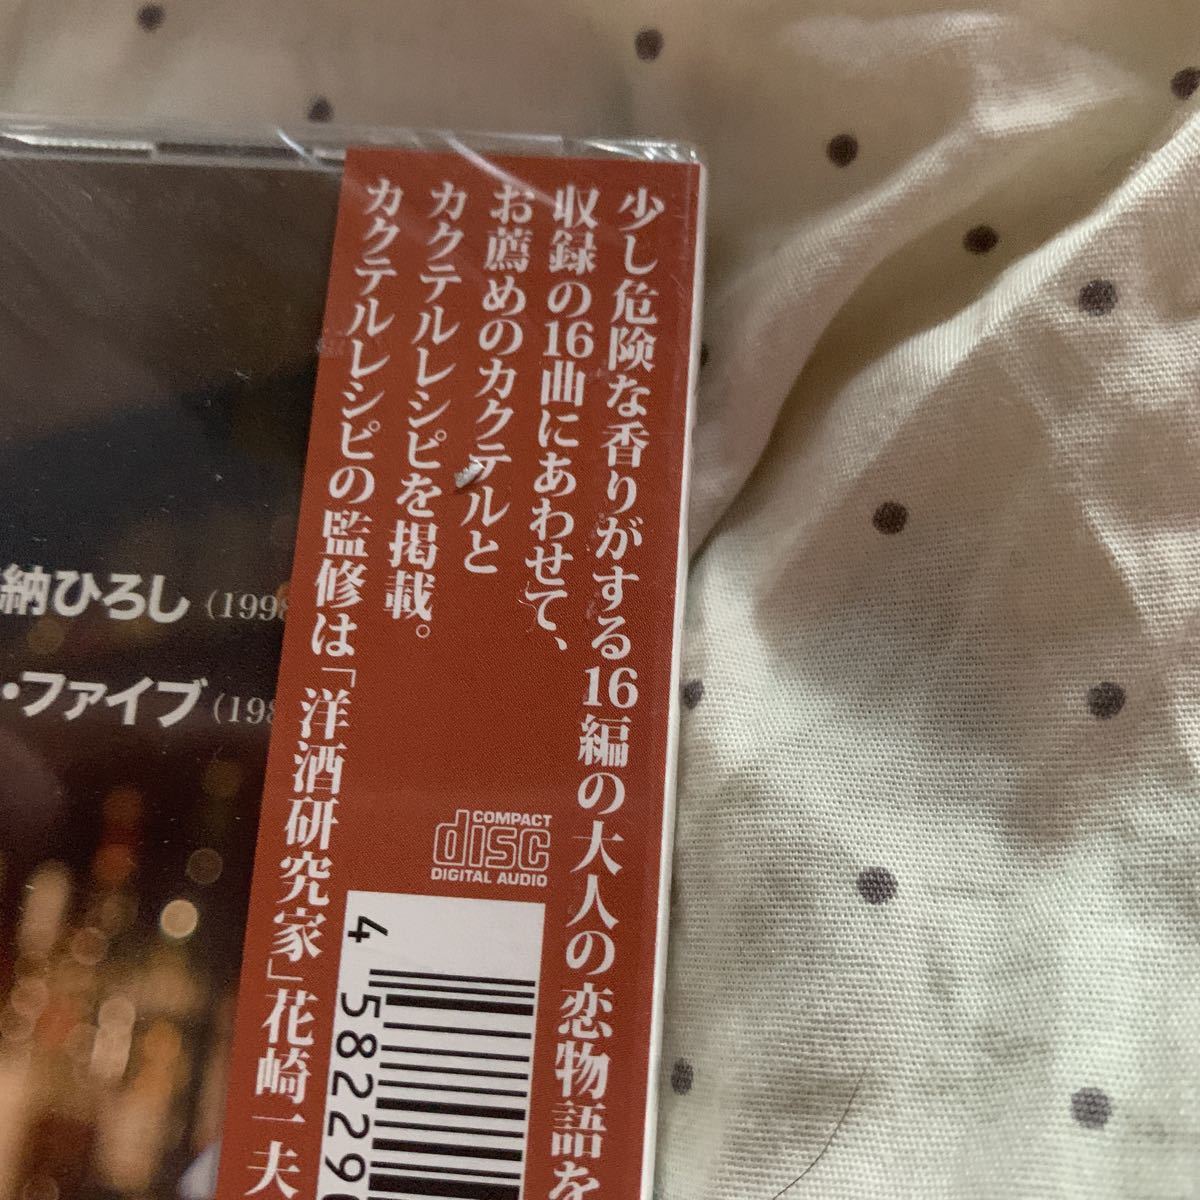 少し危険な香りがする16編の大人の恋物語を
収録の16曲にあわせて、
お薦めのカクテルと
カクテルレシピを掲載。
カクテルレシピの監修は「洋酒研究家」花崎一夫
納ひろし (1998
・ファイブ (198
COMPACT
disc
DIGITAL AUDIO
4 58229